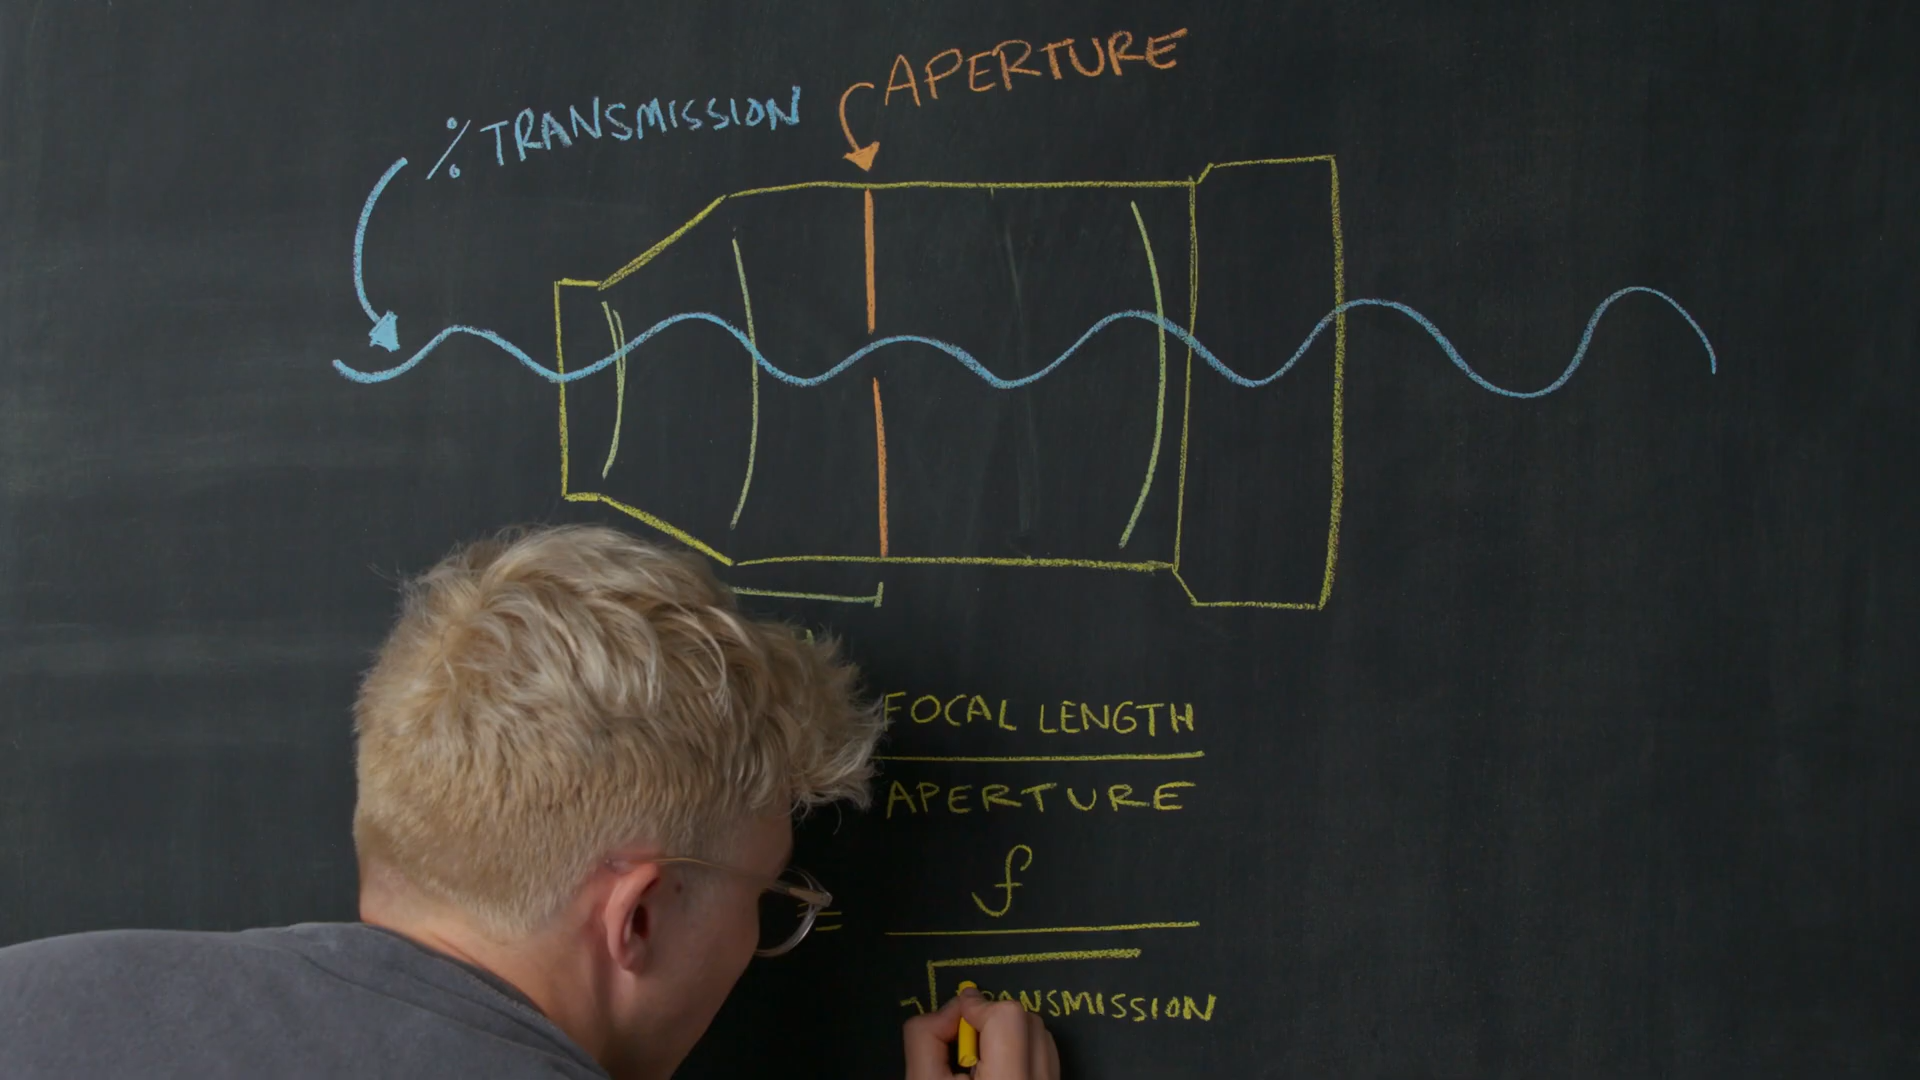 APERTURE
% TRANSMISSION
FOCAL LENGTH
APERTURE
= f
√TRANSMISSION